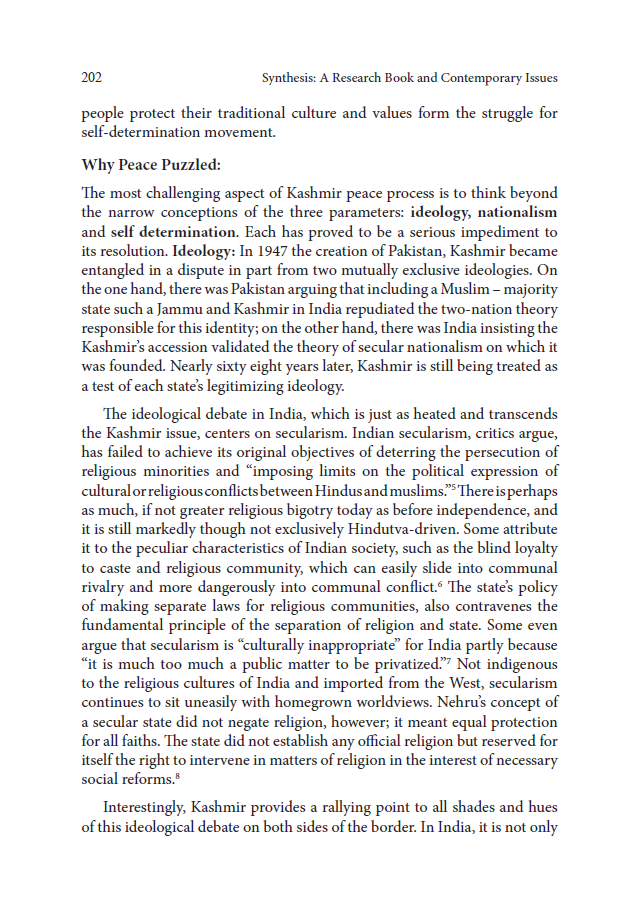 202 Synthesis: A Research Book and Contemporary Issues
people protect their traditional culture and values form the struggle for
self-determination movement.
Why Peace Puzzled:
The most challenging aspect of Kashmir peace process is to think beyond
the narrow conceptions of the three parameters: ideology, nationalism
and self determination. Each has proved to be a serious impediment to
its resolution. Ideology: In 1947 the creation of Pakistan, Kashmir became
entangled in a dispute in part from two mutually exclusive ideologies. On
the one hand, there was Pakistan arguing that including a Muslim – majority
state such a Jammu and Kashmir in India repudiated the two-nation theory
responsible for this identity; on the other hand, there was India insisting the
Kashmir's accession validated the theory of secular nationalism on which it
was founded. Nearly sixty eight years later, Kashmir is still being treated as
a test of each state's legitimizing ideology.
The ideological debate in India, which is just as heated and transcends
the Kashmir issue, centers on secularism. Indian secularism, critics argue,
has failed to achieve its original objectives of deterring the persecution of
religious minorities and “imposing limits on the political expression of
cultural or religious conflicts between Hindus and muslims.”5 There is perhaps
as much, if not greater religious bigotry today as before independence, and
it is still markedly though not exclusively Hindutva-driven. Some attribute
it to the peculiar characteristics of Indian society, such as the blind loyalty
to caste and religious community, which can easily slide into communal
rivalry and more dangerously into communal conflict.6 The state's policy
of making separate laws for religious communities, also contravenes the
fundamental principle of the separation of religion and state. Some even
argue that secularism is “culturally inappropriate” for India partly because
“it is much too much a public matter to be privatized.”7 Not indigenous
to the religious cultures of India and imported from the West, secularism
continues to sit uneasily with homegrown worldviews. Nehru's concept of
a secular state did not negate religion, however; it meant equal protection
for all faiths. The state did not establish any official religion but reserved for
itself the right to intervene in matters of religion in the interest of necessary
social reforms.8
Interestingly, Kashmir provides a rallying point to all shades and hues
of this ideological debate on both sides of the border. In India, it is not only